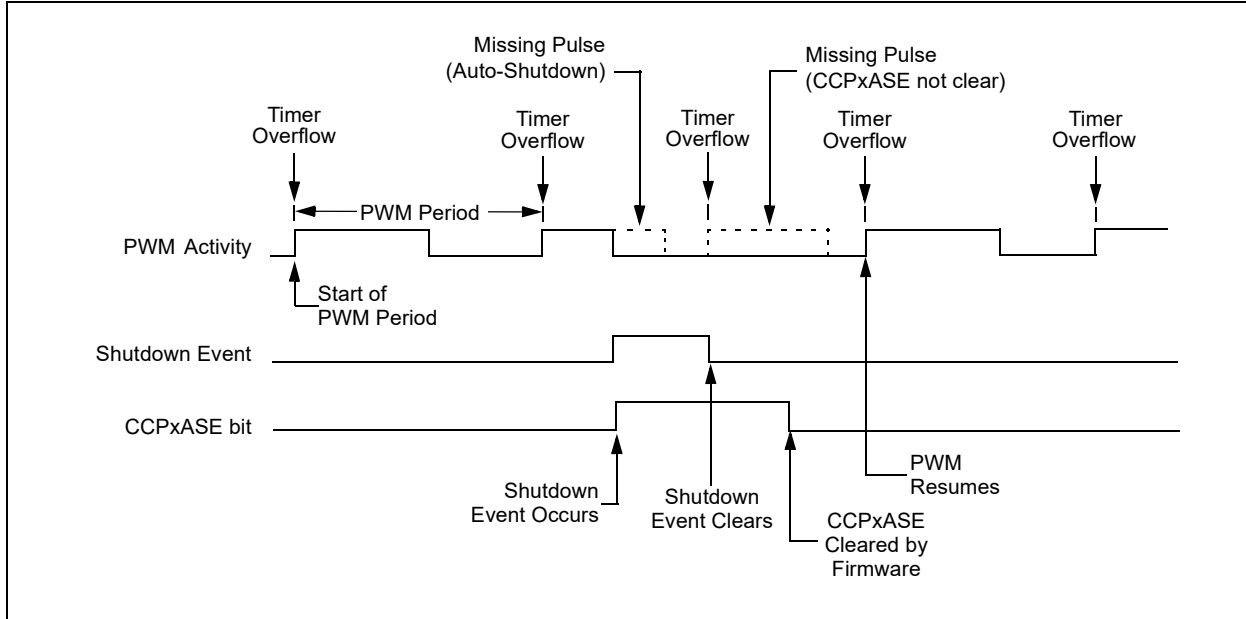 Missing Pulse
(Auto-Shutdown)
Missing Pulse
(CCPxASE not clear)
Timer
Overflow
Timer
Overflow
Timer
Overflow
Timer
Overflow
Timer
Overflow
PWM Period
PWM Activity
Start of
PWM Period
Shutdown Event
CCPxASE bit
Shutdown
Event Occurs
Shutdown
Event Clears
CCPxASE
Cleared by
Firmware
PWM
Resumes